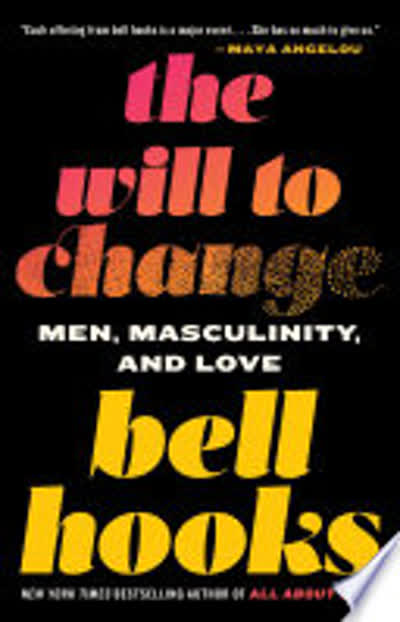 "Each offering from bell hooks is a major event. . . . She has so much to give us."
—MAYA ANGELOU
the
will to
change
MEN, MASCULINITY,
AND LOVE
bell
hooks
NEW YORK TIMES BESTSELLING AUTHOR OF ALL ABOUT